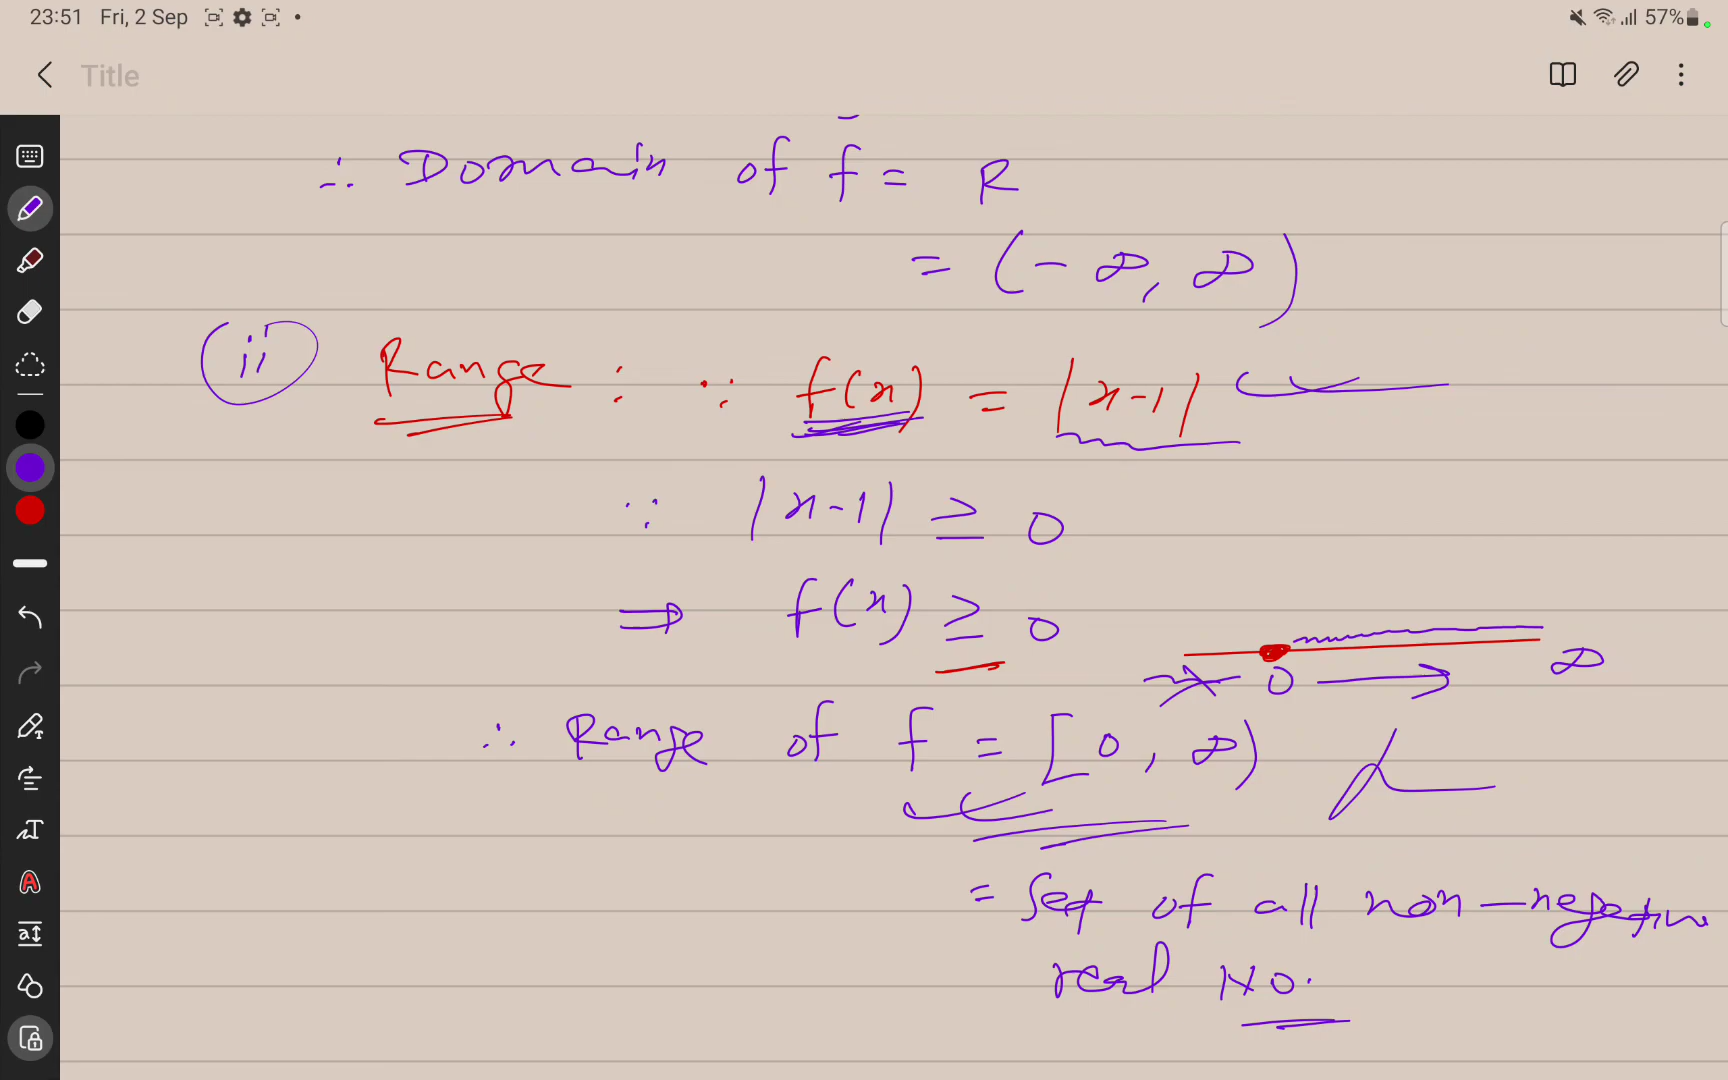 23:51 Fri, 2 Sep 57%
Title
∴ Domain of f = R
= (-∞, ∞)
ii Range : ∵ f(x) = |x-1|
∵ |x-1| ≥ 0
⇒ f(x) ≥ 0
0 ∞
∴ Range of f = [0, ∞)
= Set of all non-negative
real No.